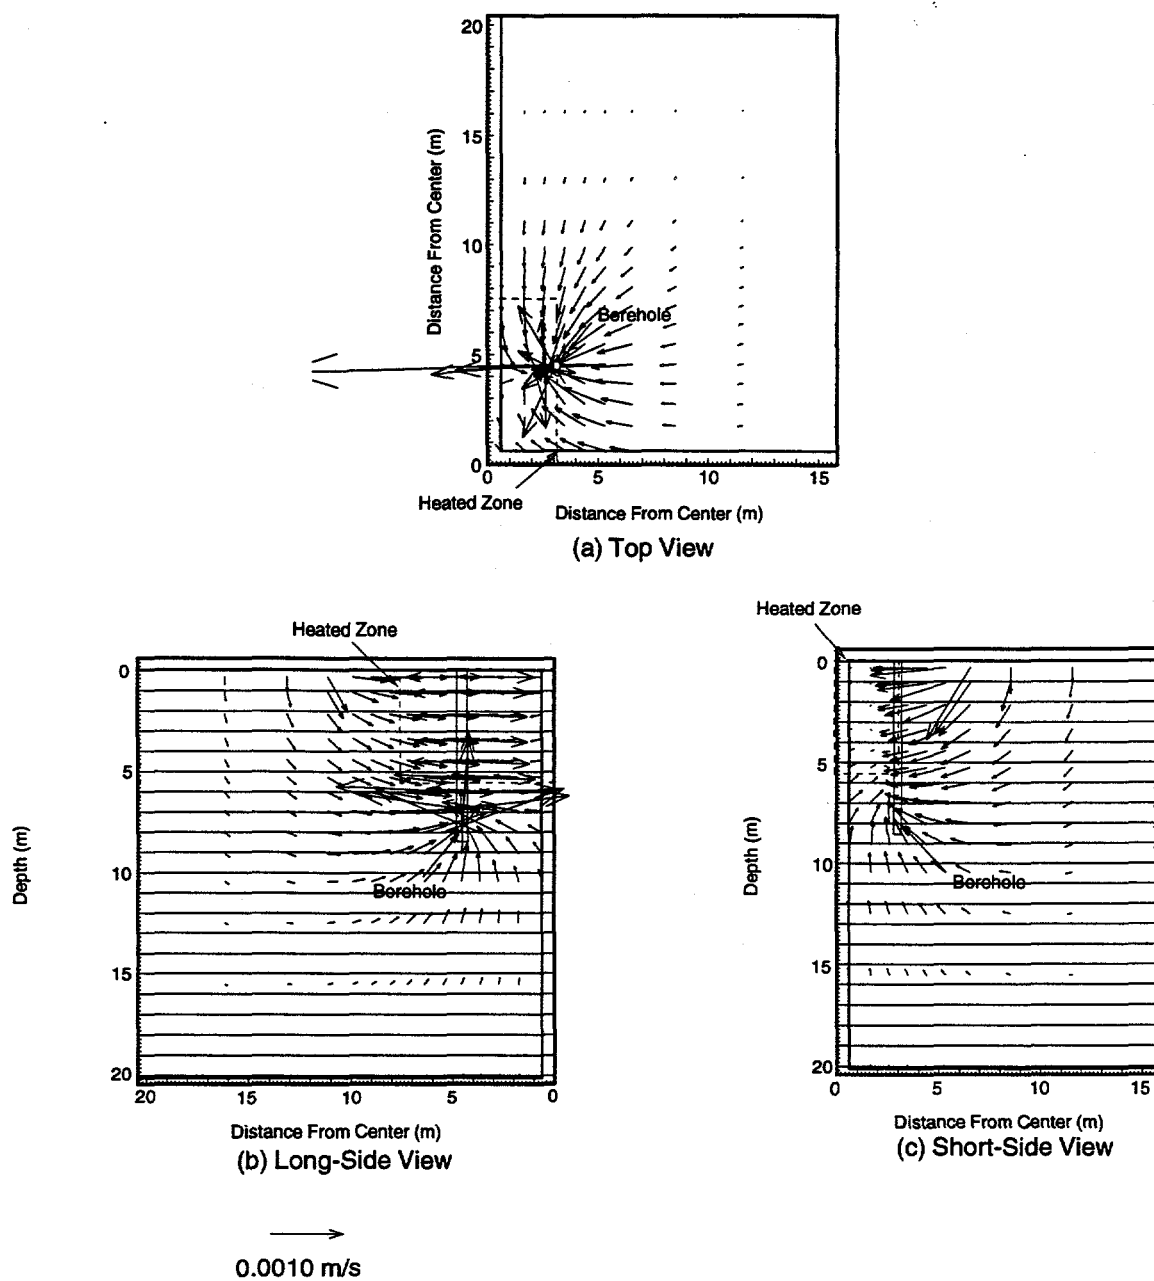 20
15
10
5
0
Distance From Center (m)
Borehole
0 5 10 15
Heated Zone
Distance From Center (m)
(a) Top View
Heated Zone
0
5
10
15
20
Depth (m)
Borehole
20 15 10 5 0
Distance From Center (m)
(b) Long-Side View
Heated Zone
0
5
10
15
20
Depth (m)
Borehole
0 5 10 15
Distance From Center (m)
(c) Short-Side View
0.0010 m/s